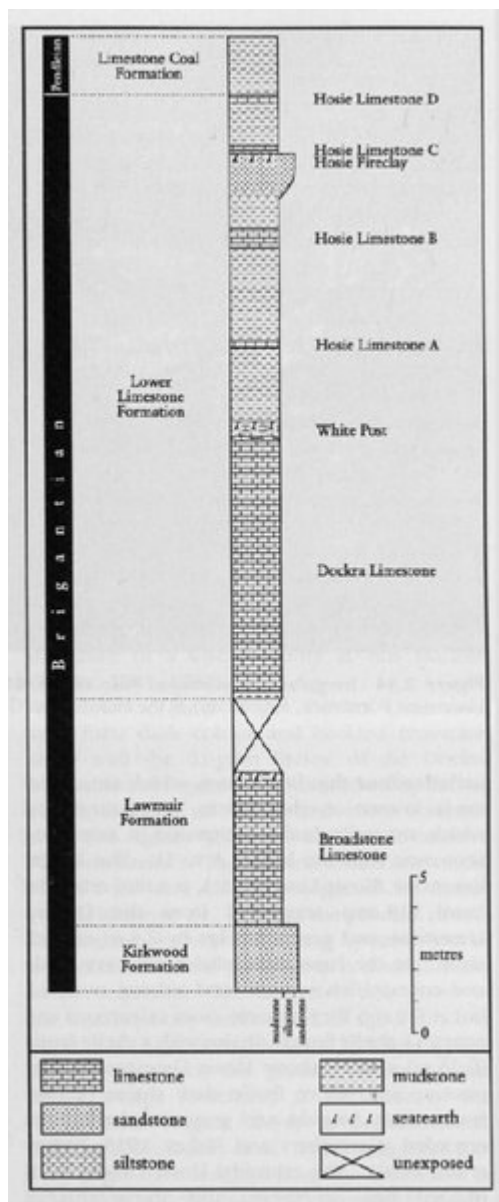 Pendleian
Limestone Coal
Formation
Hosie Limestone D
Hosie Limestone C
Hosie Fireclay
Hosie Limestone B
Hosie Limestone A
Lower
Limestone
Formation
White Post
Brigantian
Dockra Limestone
Lawmuir
Formation
Broadstone
Limestone
5
metres
0
Kirkwood
Formation
mudstone
siltstone
sandstone
limestone
sandstone
siltstone
mudstone
seatearth
unexposed